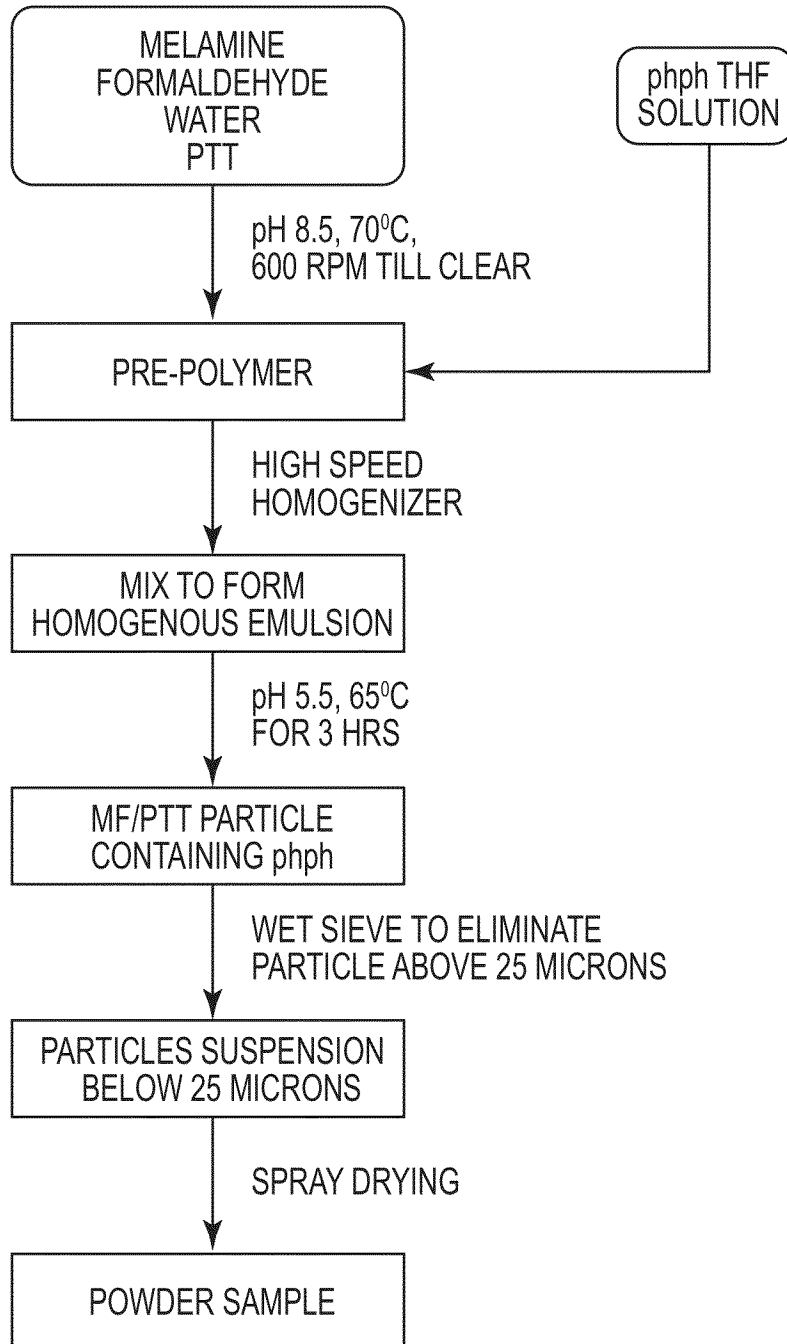 MELAMINE
FORMALDEHYDE
WATER
PTT
phph THF
SOLUTION
pH 8.5, 70⁰C,
600 RPM TILL CLEAR
PRE-POLYMER
HIGH SPEED
HOMOGENIZER
MIX TO FORM
HOMOGENOUS EMULSION
pH 5.5, 65⁰C
FOR 3 HRS
MF/PTT PARTICLE
CONTAINING phph
WET SIEVE TO ELIMINATE
PARTICLE ABOVE 25 MICRONS
PARTICLES SUSPENSION
BELOW 25 MICRONS
SPRAY DRYING
POWDER SAMPLE